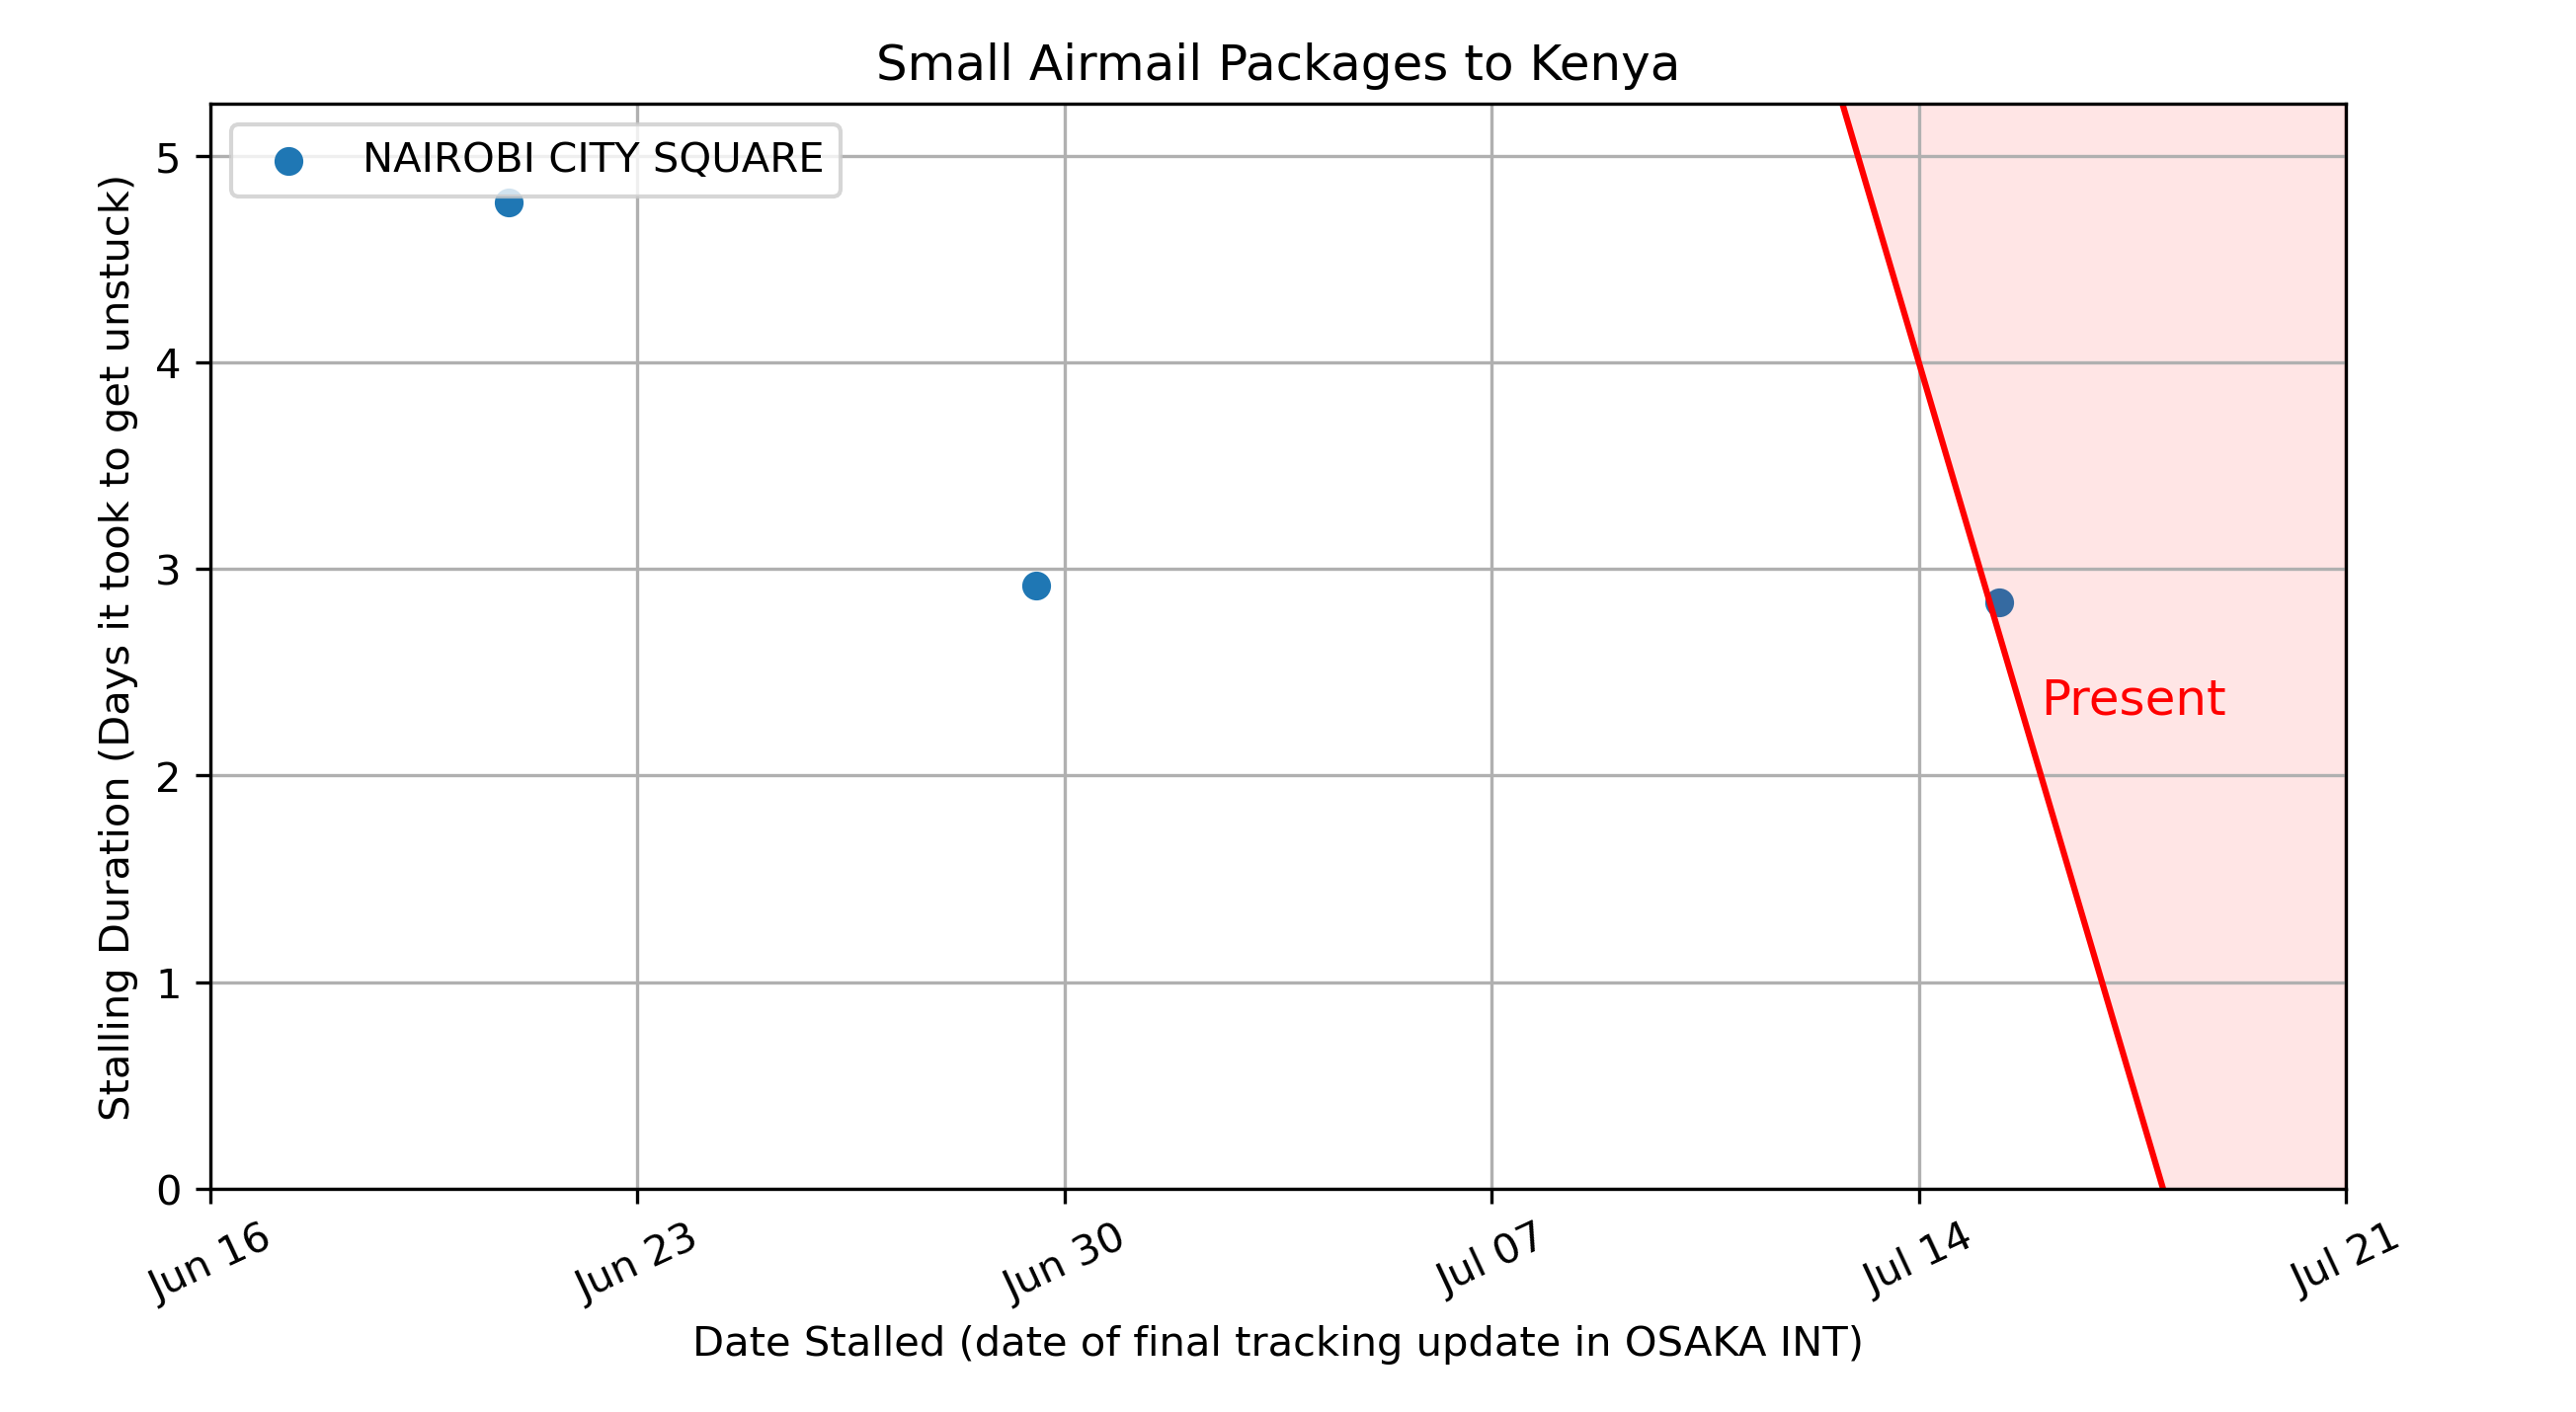 Small Airmail Packages to Kenya
NAIROBI CITY SQUARE
Stalling Duration (Days it took to get unstuck)
5
4
3
2
1
0
Present
Jun 16
Jun 23
Jun 30
Jul 07
Jul 14
Jul 21
Date Stalled (date of final tracking update in OSAKA INT)